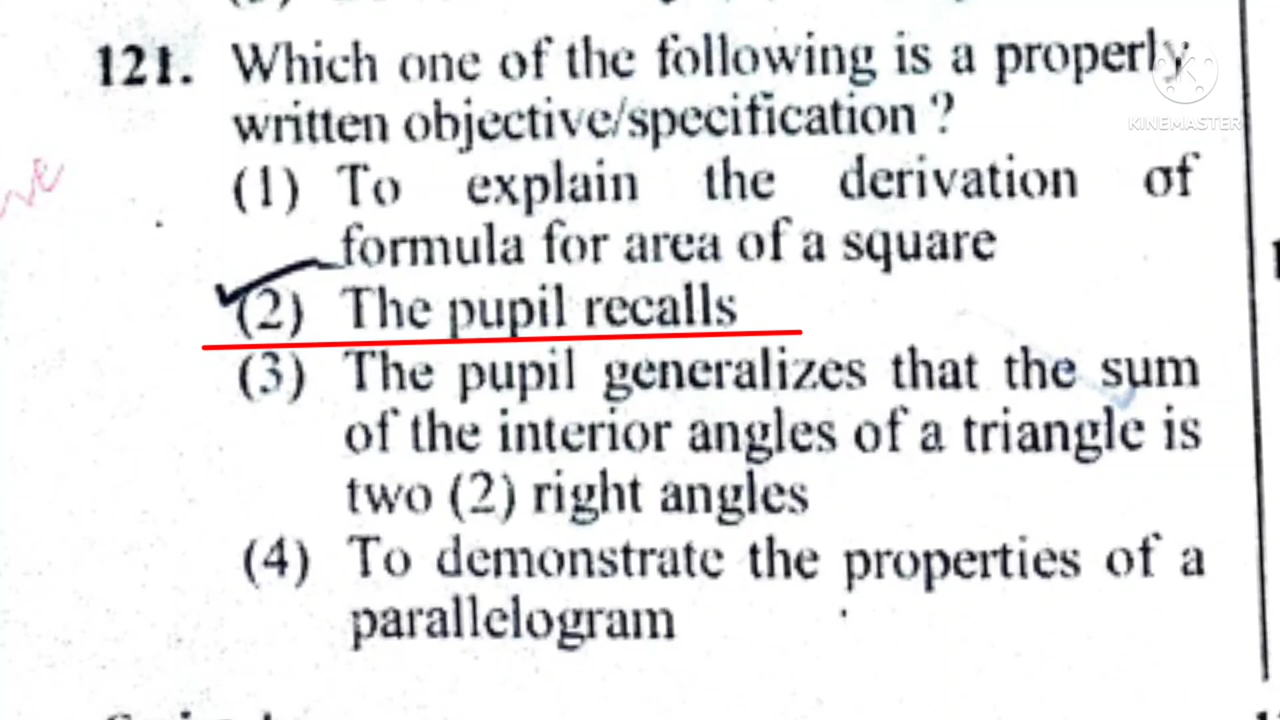 121. Which one of the following is a properly
written objective/specification ?
(1) To explain the derivation of
formula for area of a square
(2) The pupil recalls
(3) The pupil generalizes that the sum
of the interior angles of a triangle is
two (2) right angles
(4) To demonstrate the properties of a
parallelogram
K
KINEMASTER